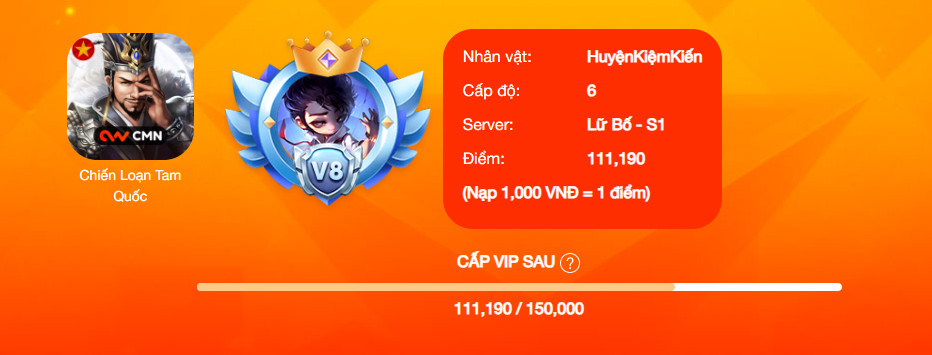 CMN
Chiến Loạn Tam
Quốc
V8
Nhân vật: HuyệnKiệmKiến
Cấp độ: 6
Server: Lữ Bố - S1
Điểm: 111,190
(Nạp 1,000 VNĐ = 1 điểm)
CẤP VIP SAU ?
111,190 / 150,000